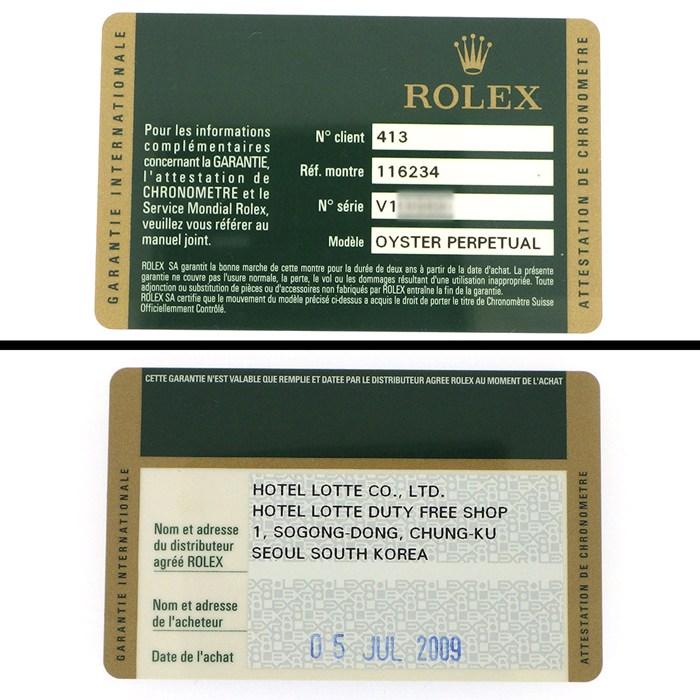 GARANTIE INTERNATIONALE
ROLEX
ATTESTATION DE CHRONOMETRE
Pour les informations
complémentaires
concernant la GARANTIE,
l'attestation de
CHRONOMETRE et le
Service Mondial Rolex,
veuillez vous référer au
manuel joint.
N° client 413
Réf. montre 116234
N° série V1
Modèle OYSTER PERPETUAL
ROLEX SA garantit la bonne marche de cette montre pour la durée de deux ans à partir de la date d'achat. La présente
garantie ne couvre pas l'usure normale, la perte, le vol ou les dommages résultant d'une utilisation inappropriée. Toute
adjonction ou substitution de pièces ou d'accessoires non fabriqués par ROLEX entraîne la fin de la garantie.
ROLEX SA certifie que le mouvement du modèle précisé ci-dessus a acquis le droit de porter le titre de Chronomètre Suisse
Officiellement Contrôlé.
CETTE GARANTIE N'EST VALABLE QUE REMPLIE ET DATEE PAR LE DISTRIBUTEUR AGREE ROLEX AU MOMENT DE L'ACHAT
GARANTIE INTERNATIONALE
ATTESTATION DE CHRONOMETRE
Nom et adresse
du distributeur
agréé ROLEX
HOTEL LOTTE CO., LTD.
HOTEL LOTTE DUTY FREE SHOP
1, SOGONG-DONG, CHUNG-KU
SEOUL SOUTH KOREA
Nom et adresse
de l'acheteur
Date de l'achat
05 JUL 2009